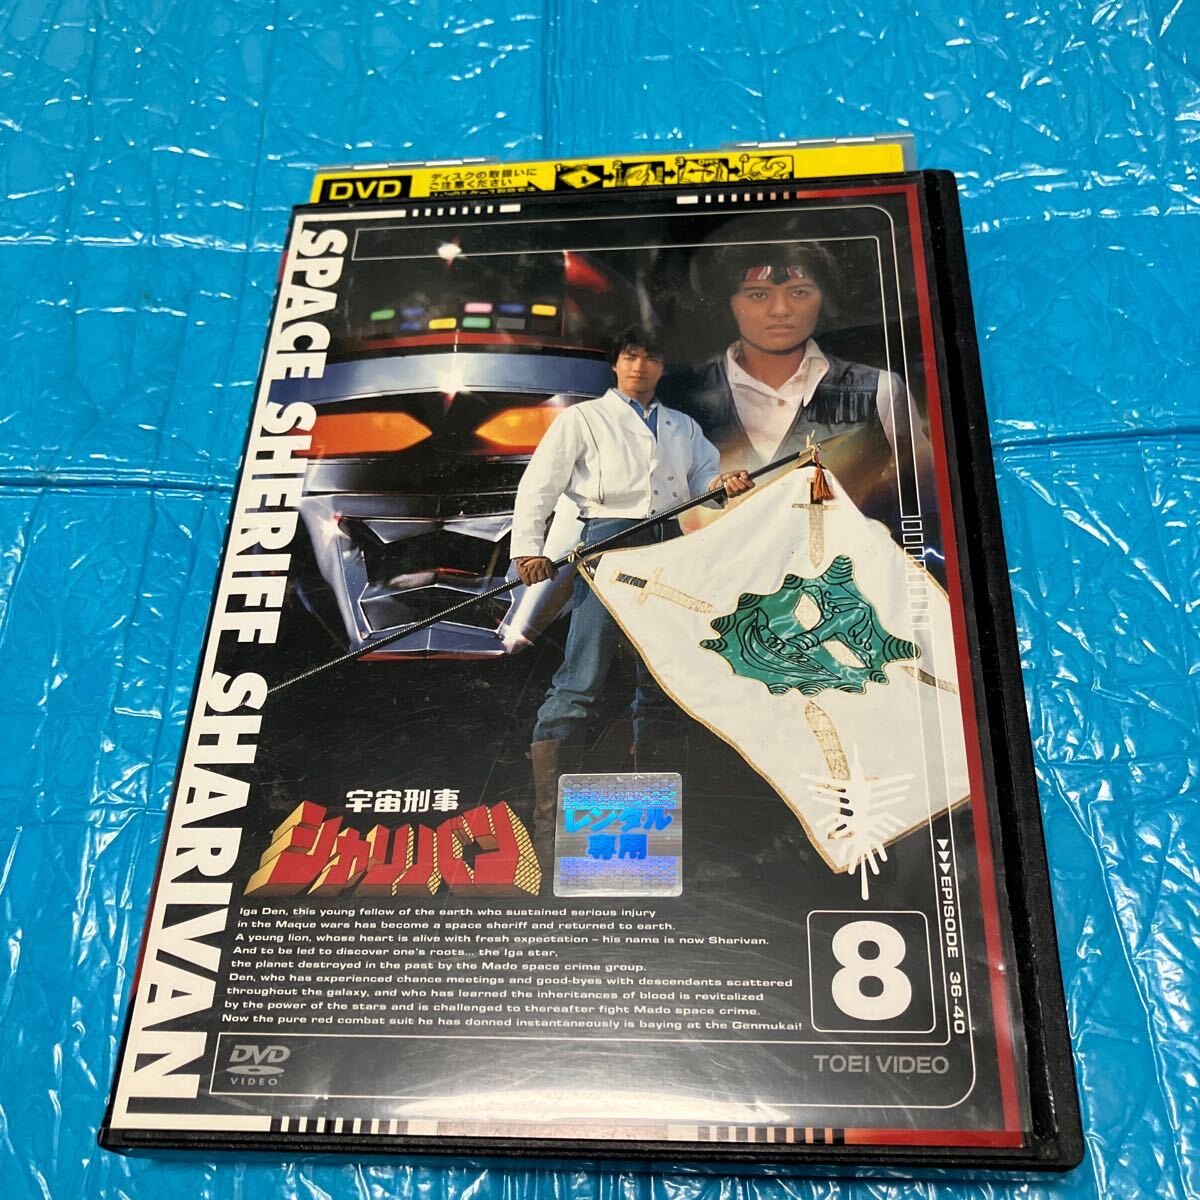 DVD
ディスクの取扱いに
ご注意ください
SPACE SHERIFF SHARIVAN
宇宙刑事
シャリバン
レンタル
専用
Iga Den, this young fellow of the earth who sustained serious injury
in the Maque wars has become a space sheriff and returned to earth.
A young lion, whose heart is alive with fresh expectation – his name is now Sharivan.
And to be led to discover one's roots... the Iga star,
the planet destroyed in the past by the Mado space crime group.
Den, who has experienced chance meetings and good-byes with descendants scattered
throughout the galaxy, and who has learned the inheritances of blood is revitalized
by the power of the stars and is challenged to thereafter fight Mado space crime.
Now the pure red combat suit he has donned instantaneously is baying at the Genmukai!
8
EPISODE 36-40
DVD
VIDEO
TOEI VIDEO